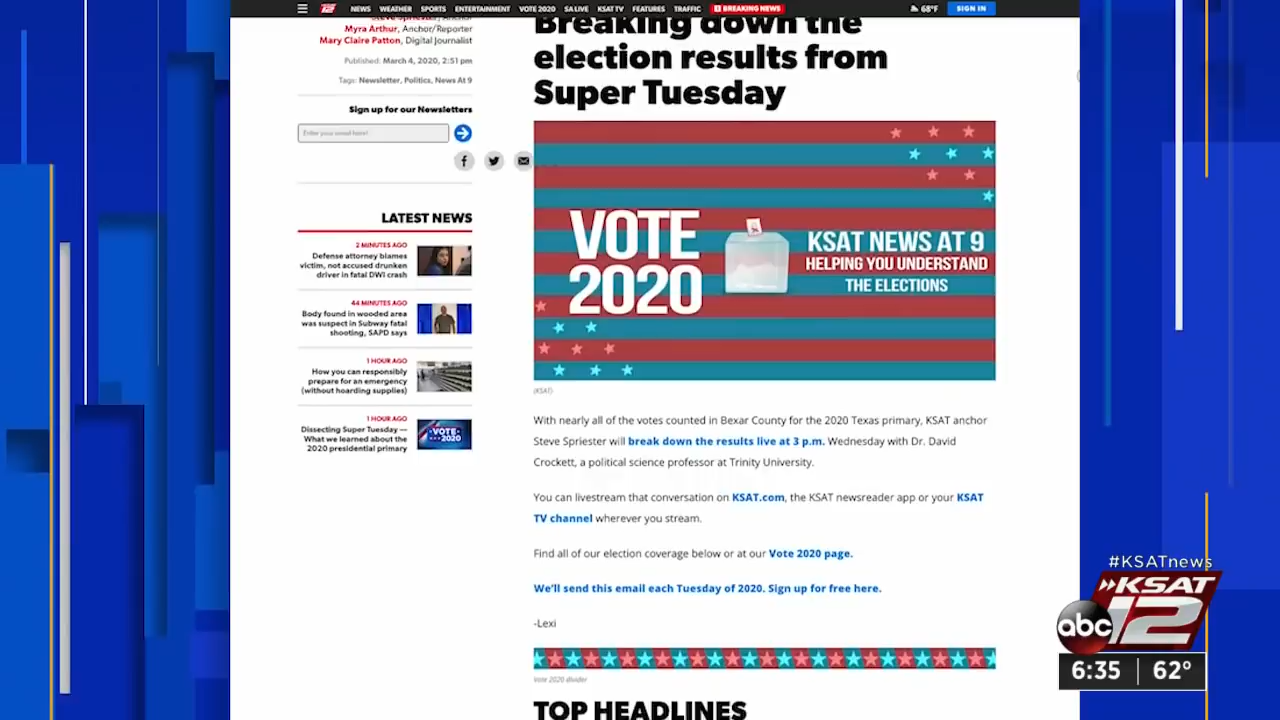 NEWS WEATHER SPORTS ENTERTAINMENT VOTE 2020 SA LIVE KSAT TV FEATURES TRAFFIC BREAKING NEWS 68°F SIGN IN
Myra Arthur, Anchor/Reporter
Mary Claire Patton, Digital Journalist
Published: March 4, 2020, 2:51 pm
Tags: Newsletter, Politics, News At 9
Sign up for our Newsletters
Enter your email here!
LATEST NEWS
2 MINUTES AGO
Defense attorney blames
victim, not accused drunken
driver in fatal DWI crash
44 MINUTES AGO
Body found in wooded area
was suspect in Subway fatal
shooting, SAPD says
1 HOUR AGO
How you can responsibly
prepare for an emergency
(without hoarding supplies)
1 HOUR AGO
Dissecting Super Tuesday —
What we learned about the
2020 presidential primary
VOTE
2020
Breaking down the
election results from
Super Tuesday
VOTE
2020
KSAT NEWS AT 9
HELPING YOU UNDERSTAND
THE ELECTIONS
(KSAT)
With nearly all of the votes counted in Bexar County for the 2020 Texas primary, KSAT anchor
Steve Spriester will break down the results live at 3 p.m. Wednesday with Dr. David
Crockett, a political science professor at Trinity University.
You can livestream that conversation on KSAT.com, the KSAT newsreader app or your KSAT
TV channel wherever you stream.
Find all of our election coverage below or at our Vote 2020 page.
We'll send this email each Tuesday of 2020. Sign up for free here.
-Lexi
Vote 2020 divider
TOP HEADLINES
#KSATnews
KSAT
12
abc
6:35 62°